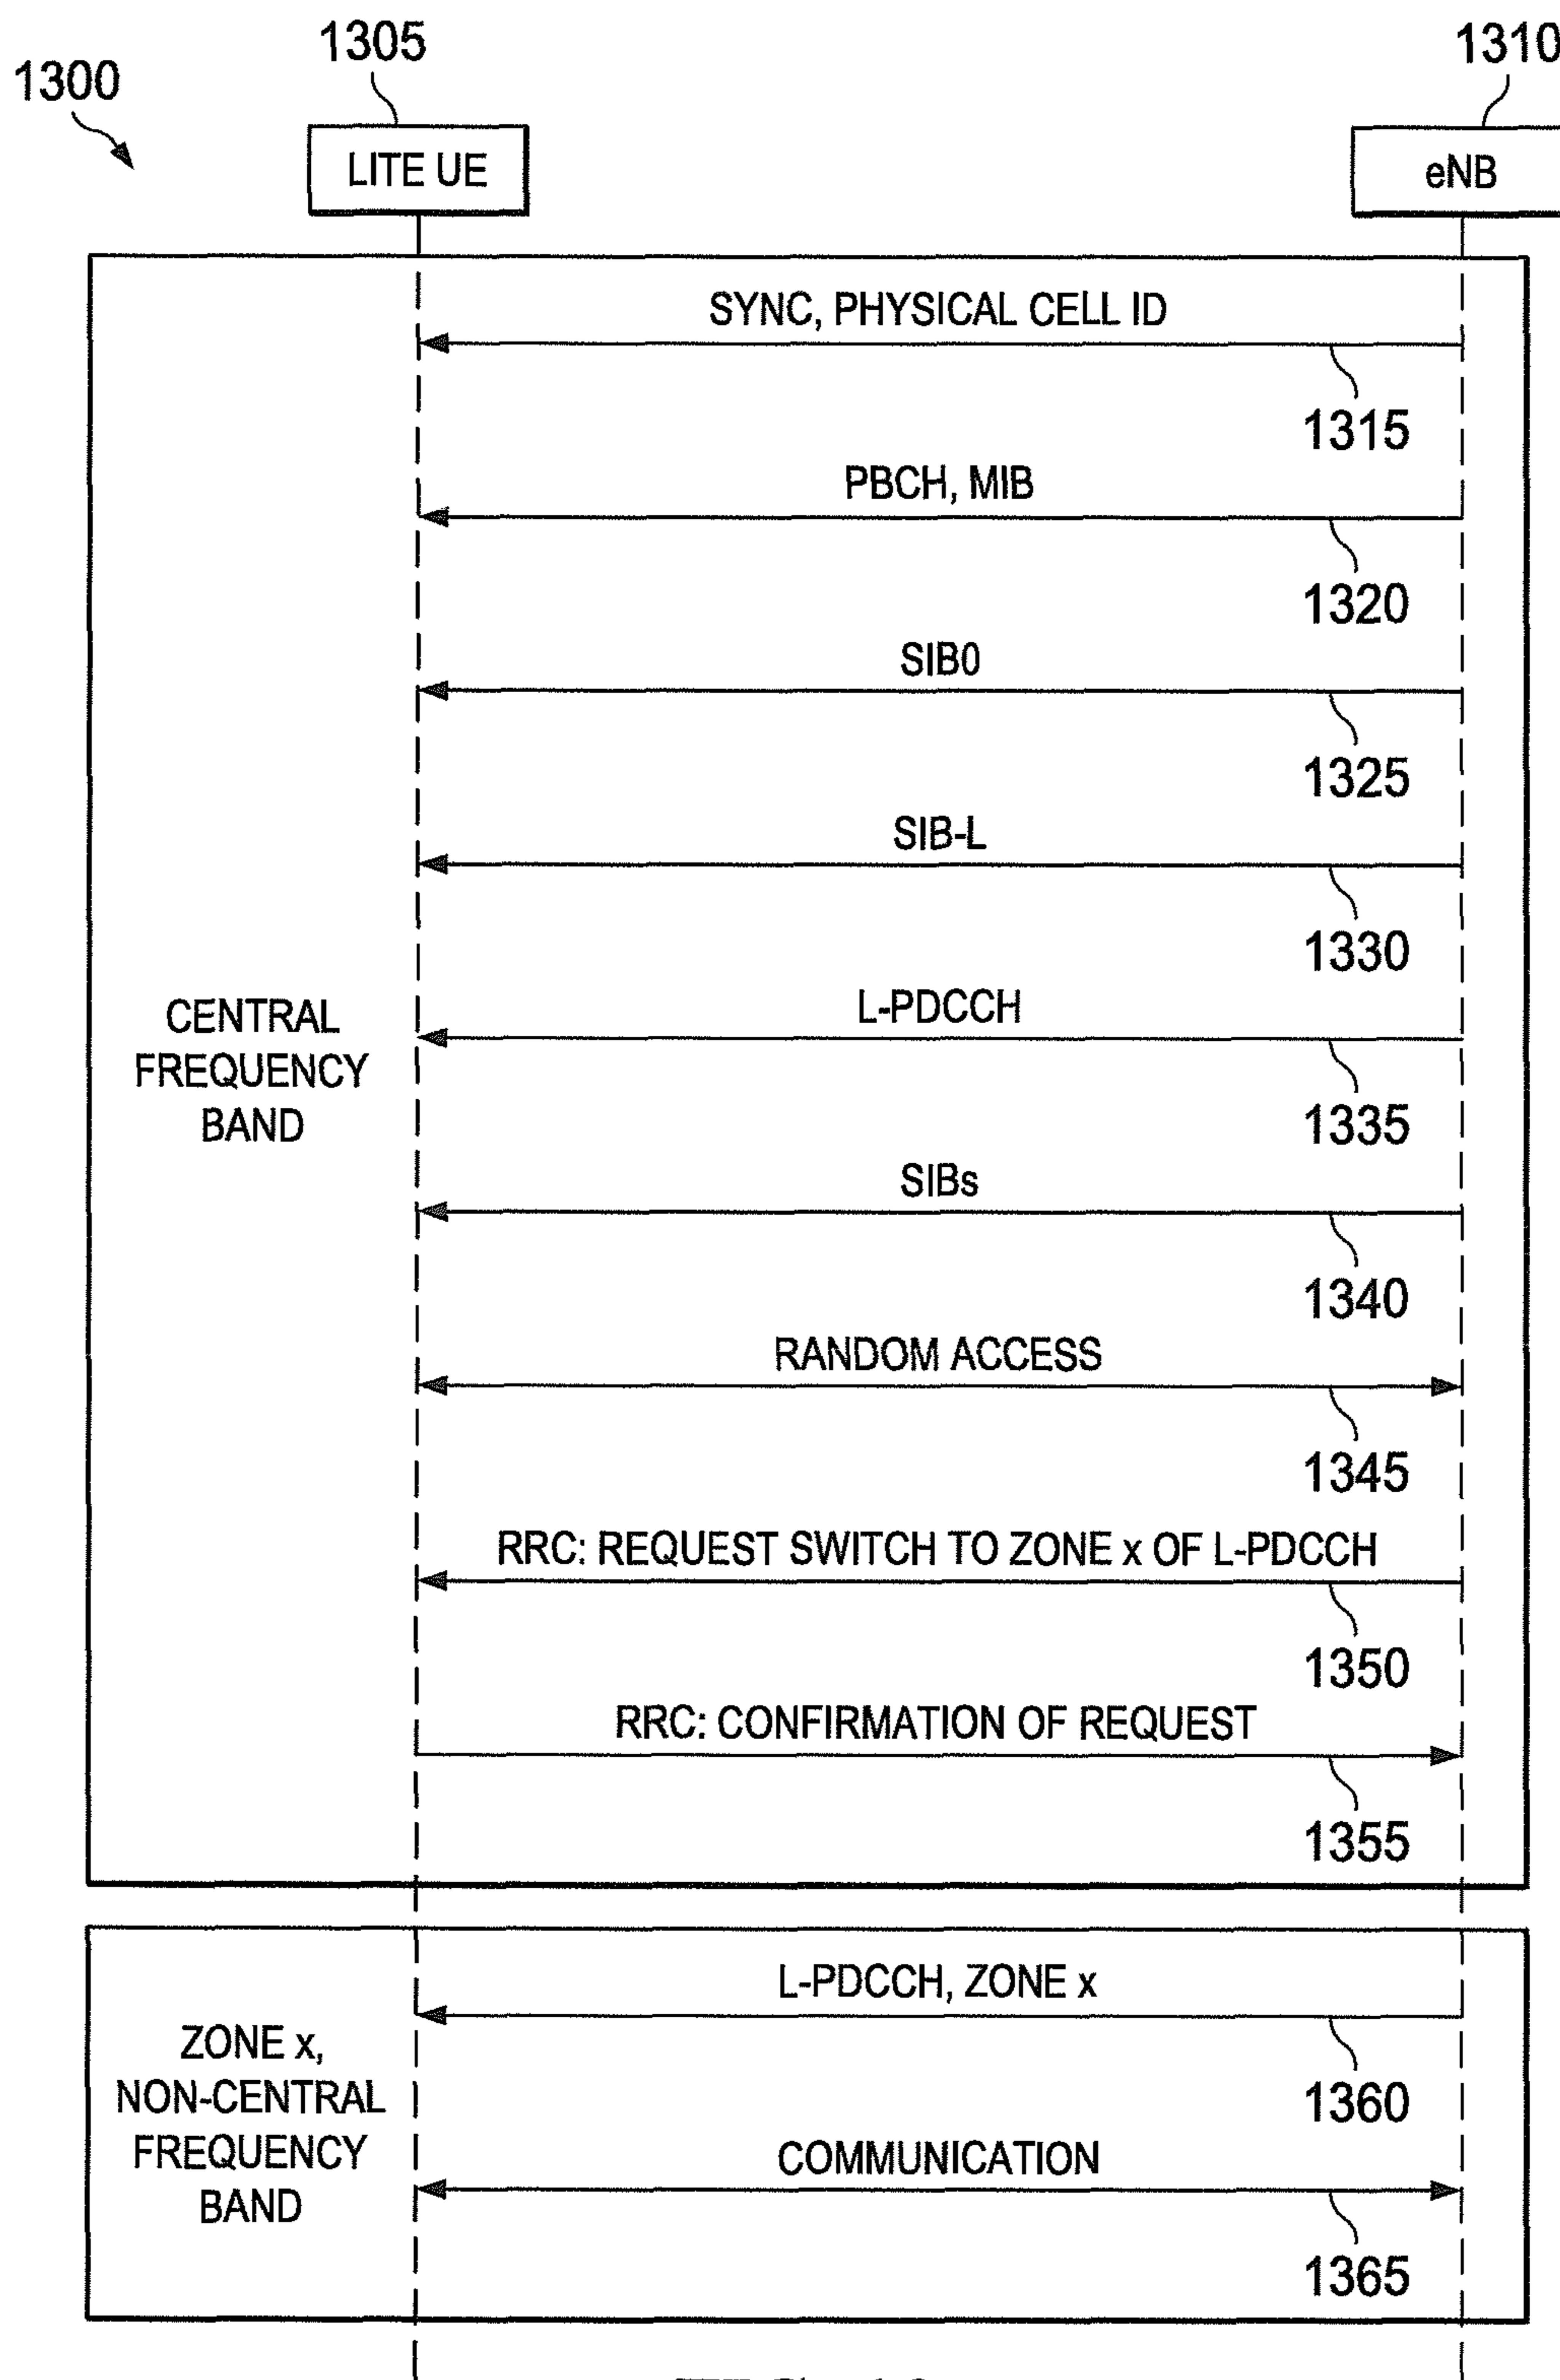 1300
1305
1310
LITE UE
eNB
SYNC, PHYSICAL CELL ID
1315
PBCH, MIB
1320
SIB0
1325
SIB-L
1330
L-PDCCH
1335
CENTRAL
FREQUENCY
BAND
SIBs
1340
RANDOM ACCESS
1345
RRC: REQUEST SWITCH TO ZONE x OF L-PDCCH
1350
RRC: CONFIRMATION OF REQUEST
1355
L-PDCCH, ZONE x
1360
ZONE x,
NON-CENTRAL
FREQUENCY
BAND
COMMUNICATION
1365